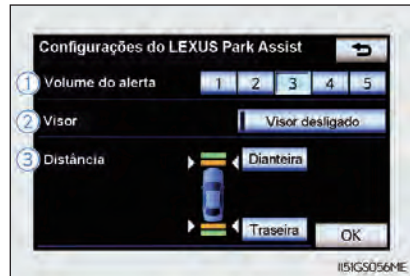 Configurações do LEXUS Park Assist
1 Volume do alerta 1 2 3 4 5
2 Visor Visor desligado
3 Distância Dianteira
Traseira OK
II5IGS056ME